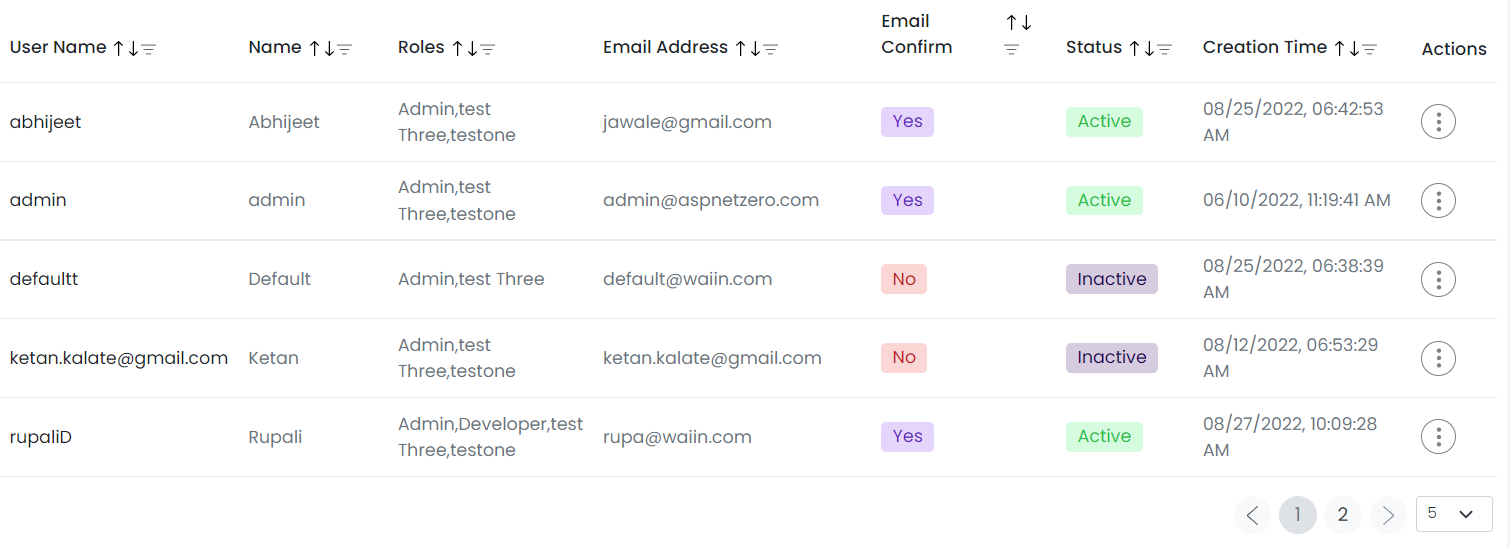 User Name Name Roles Email Address Email Confirm Status Creation Time Actions
abhijeet Abhijeet Admin,test Three,testone jawale@gmail.com Yes Active 08/25/2022, 06:42:53 AM
admin admin Admin,test Three,testone admin@aspnetzero.com Yes Active 06/10/2022, 11:19:41 AM
defaultt Default Admin,test Three default@waiin.com No Inactive 08/25/2022, 06:38:39 AM
ketan.kalate@gmail.com Ketan Admin,test Three,testone ketan.kalate@gmail.com No Inactive 08/12/2022, 06:53:29 AM
rupaliD Rupali Admin,Developer,test Three,testone rupa@waiin.com Yes Active 08/27/2022, 10:09:28 AM
1 2 5